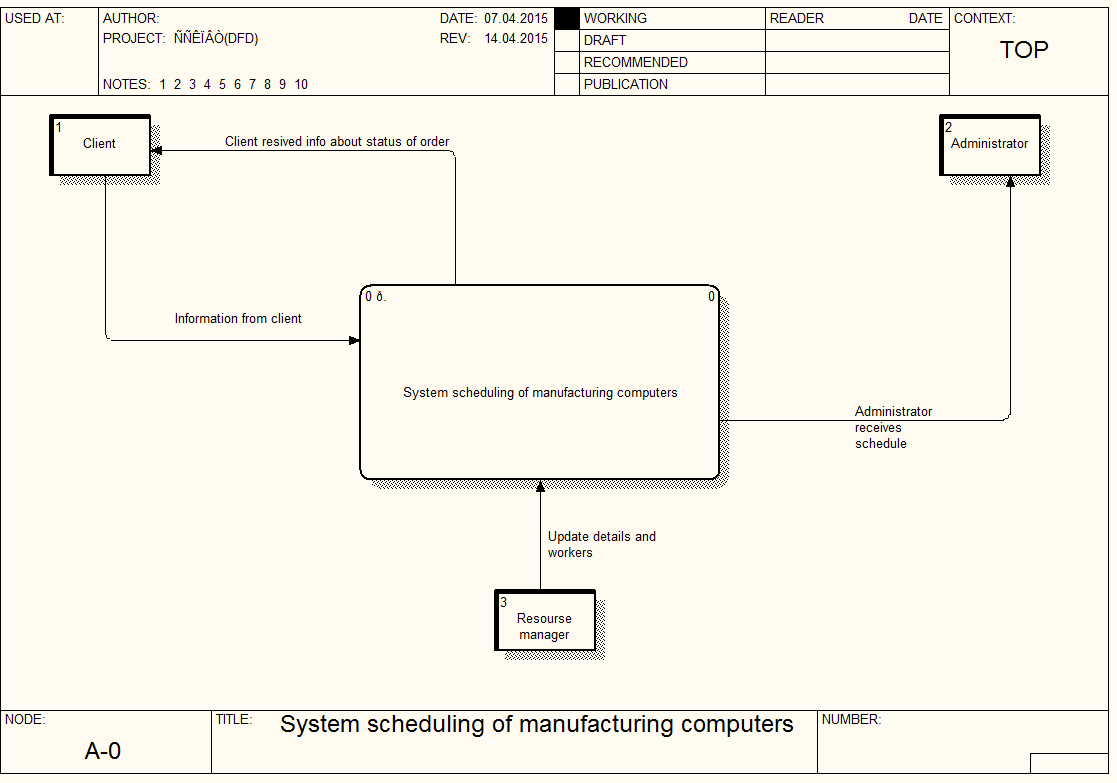 USED AT:
AUTHOR:
DATE: 07.04.2015
PROJECT: ÑÑÊÏÂÒ(DFD)
REV: 14.04.2015
NOTES: 1 2 3 4 5 6 7 8 9 10
WORKING
DRAFT
RECOMMENDED
PUBLICATION
READER
DATE
CONTEXT:
TOP
1
Client
Client resived info about status of order
2
Administrator
Information from client
0 ð.
0
System scheduling of manufacturing computers
Administrator
receives
schedule
Update details and
workers
3
Resourse
manager
NODE:
A-0
TITLE:
System scheduling of manufacturing computers
NUMBER: